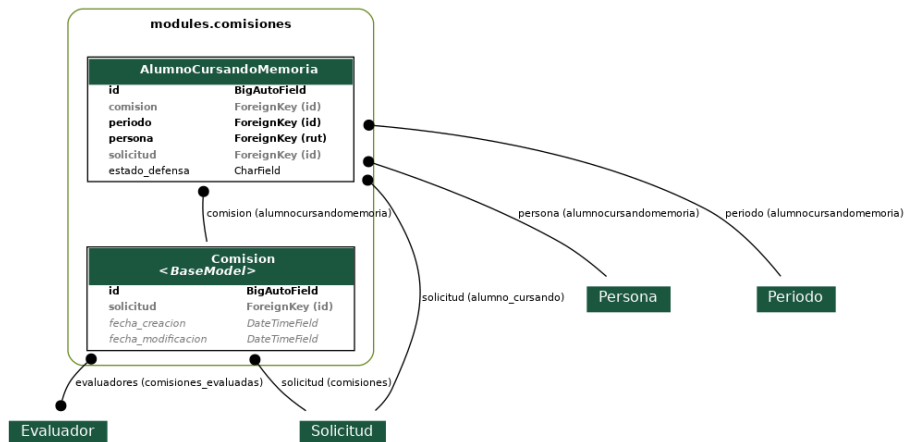 modules.comisiones
AlumnoCursandoMemoria
id BigAutoField
comision ForeignKey (id)
periodo ForeignKey (id)
persona ForeignKey (rut)
solicitud ForeignKey (id)
estado_defensa CharField
comision (alumnocursandomemoria)
persona (alumnocursandomemoria)
periodo (alumnocursandomemoria)
Comision
<BaseModel>
id BigAutoField
solicitud ForeignKey (id)
fecha_creacion DateTimeField
fecha_modificacion DateTimeField
solicitud (alumno_cursando)
Persona
Periodo
evaluadores (comisiones_evaluadas)
solicitud (comisiones)
Evaluador
Solicitud